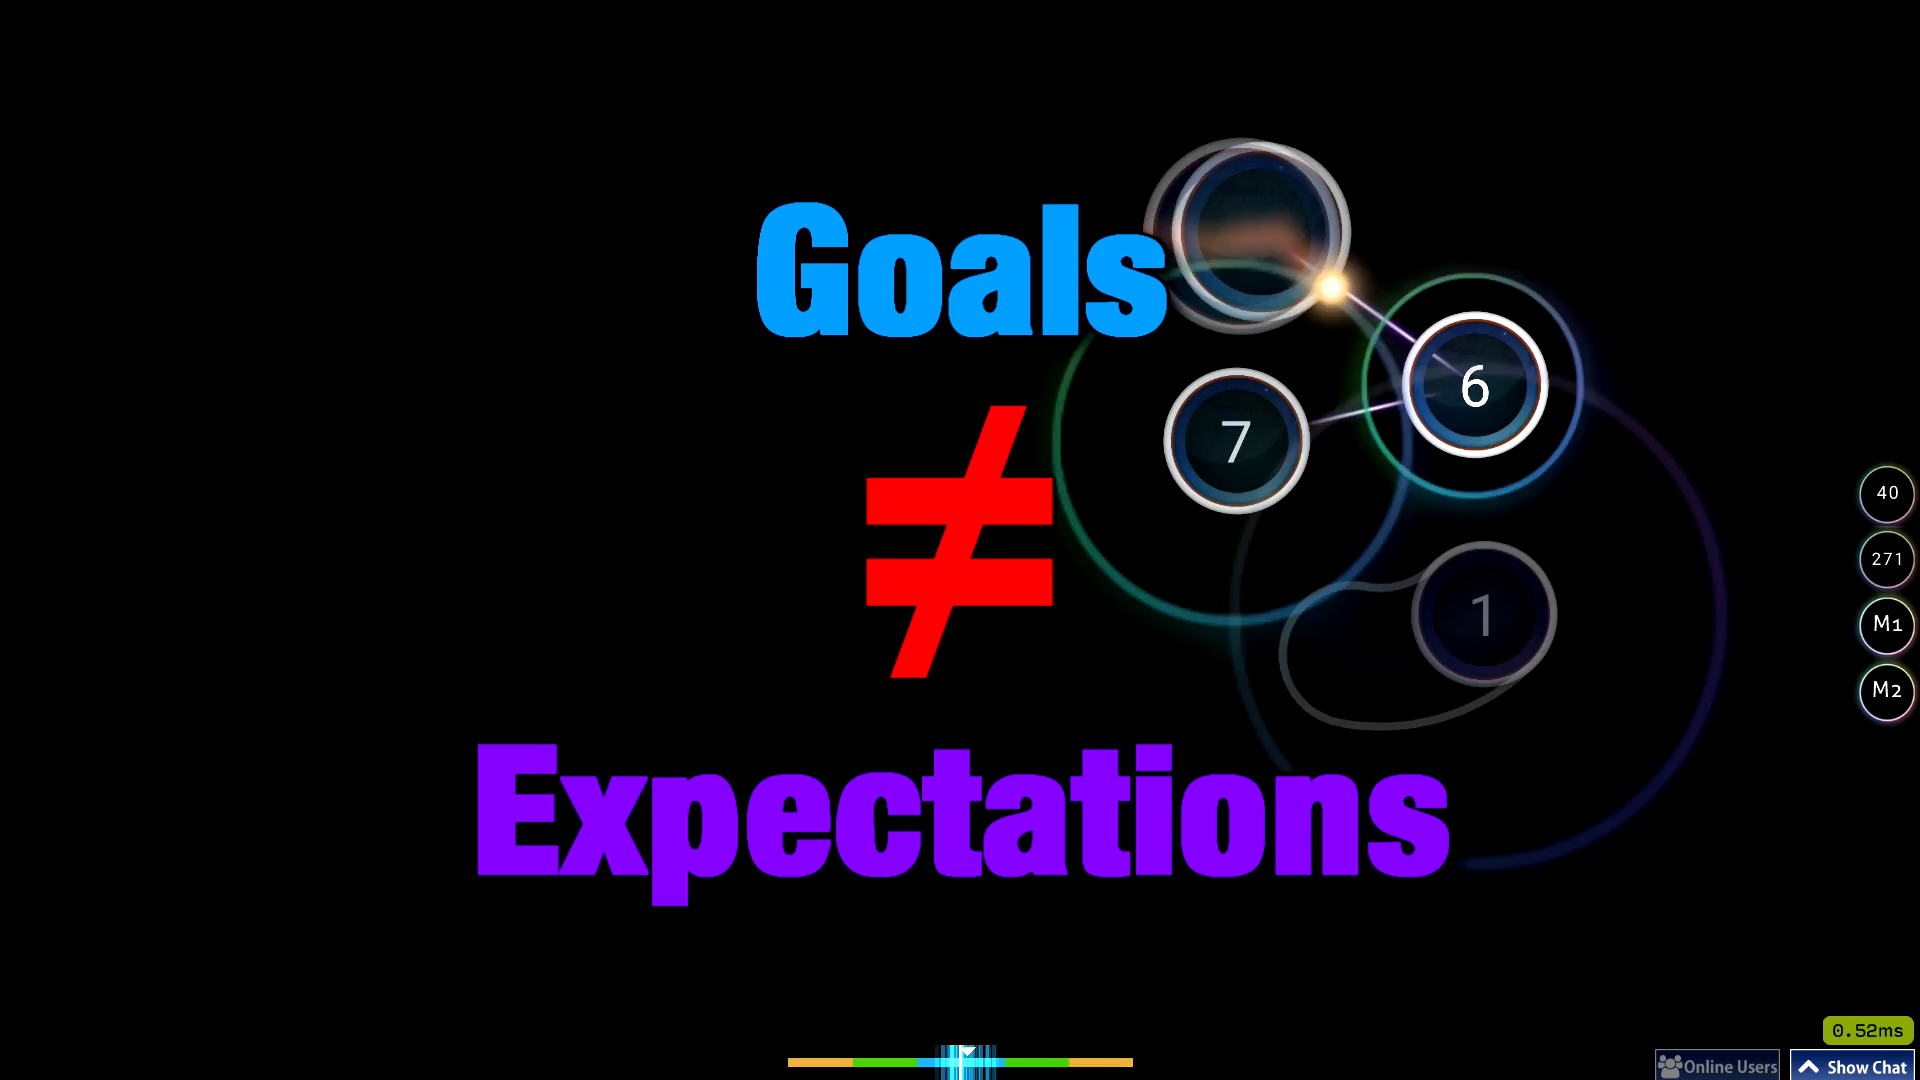 Goals
≠
Expectations
6
7
1
40
271
M1
M2
0.52ms
Online Users
Show Chat